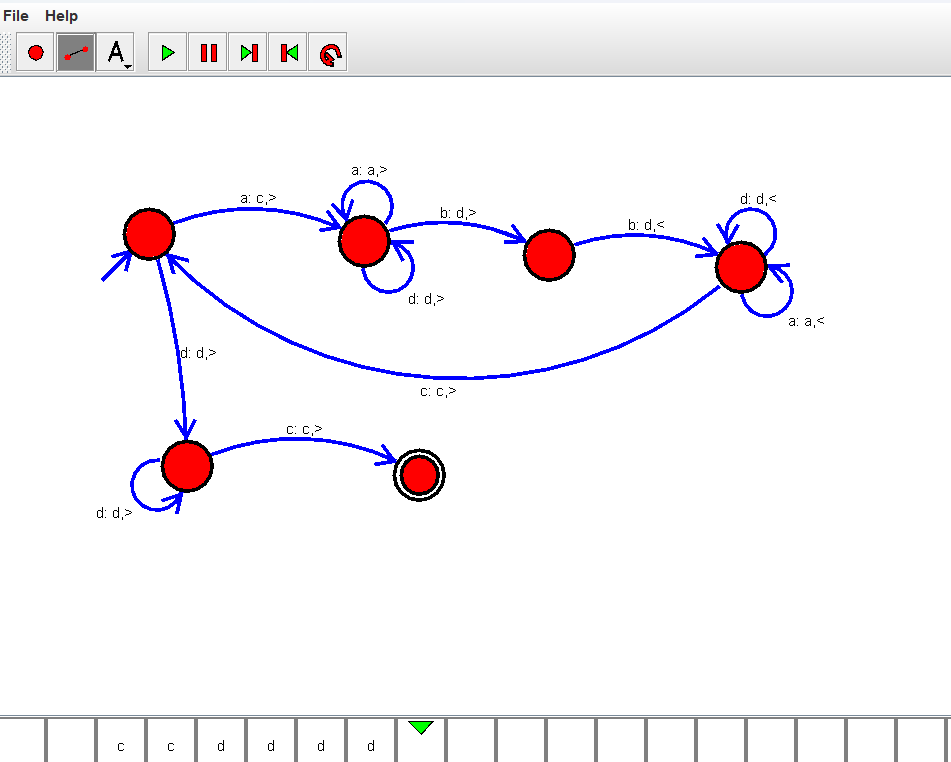 File Help
A
a: a,>
a: c,>
d: d,<
b: d,>
b: d,<
d: d,>
a: a,<
d: d,>
c: c,>
c: c,>
d: d,>
c c d d d d